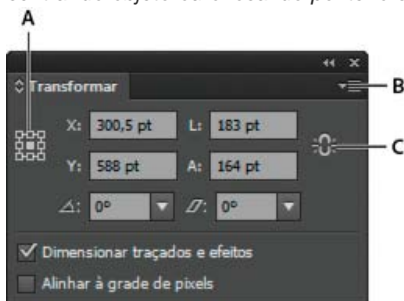 A
Transformar
B
X: 300,5 pt L: 183 pt
C
Y: 588 pt A: 164 pt
0° 0°
Dimensionar traçados e efeitos
Alinhar à grade de pixels